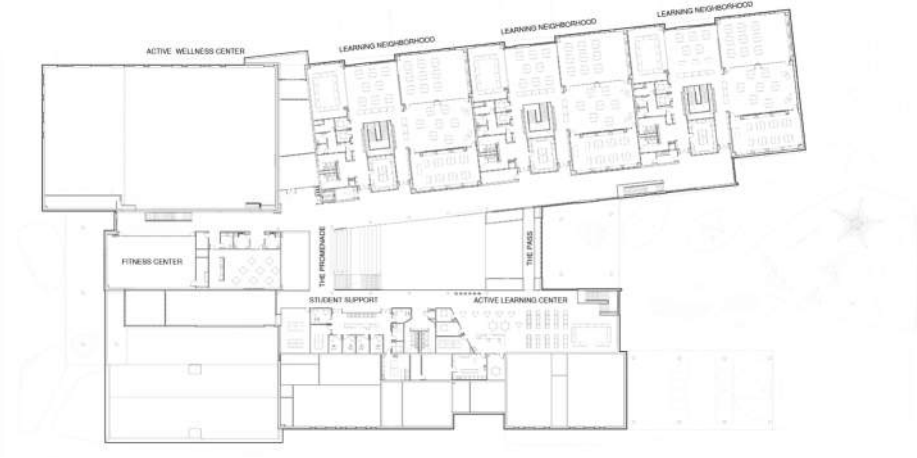 LEARNING NEIGHBORHOOD
LEARNING NEIGHBORHOOD
LEARNING NEIGHBORHOOD
ACTIVE WELLNESS CENTER
THE PROMENADE
THE PASS
FITNESS CENTER
STUDENT SUPPORT
ACTIVE LEARNING CENTER